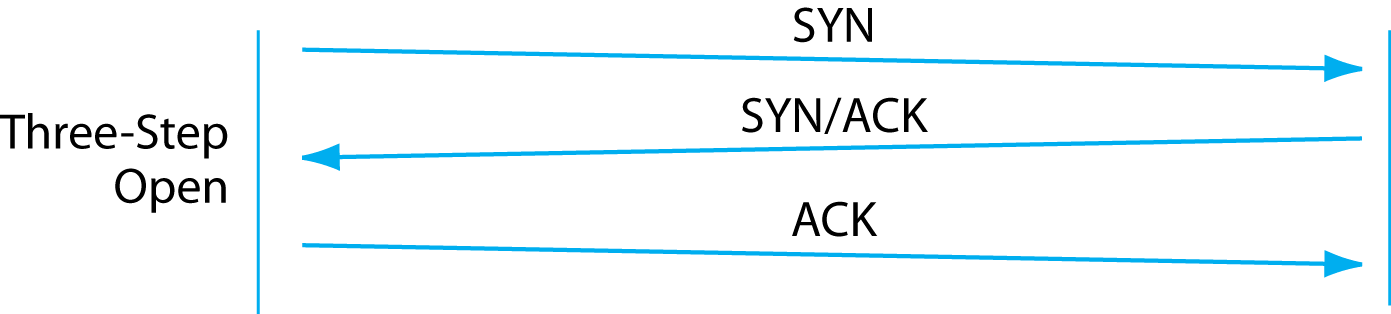 SYN
SYN/ACK
Three-Step
Open
ACK